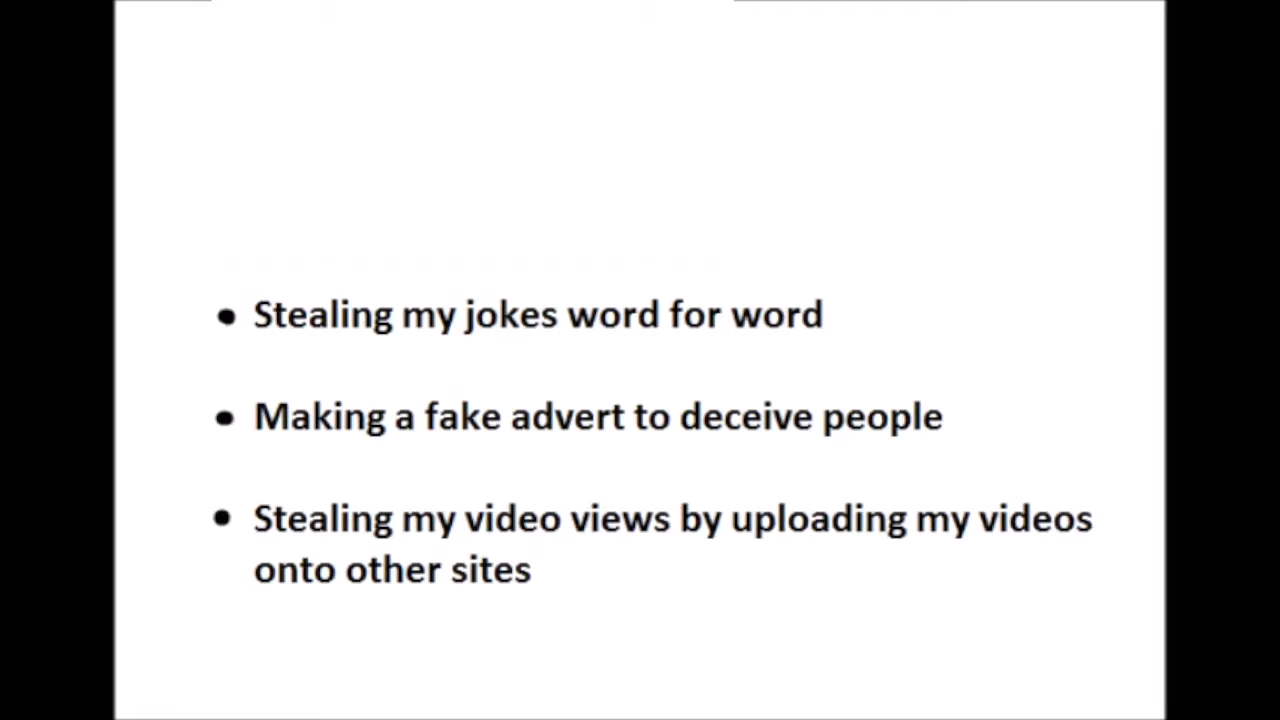 • Stealing my jokes word for word
• Making a fake advert to deceive people
• Stealing my video views by uploading my videos
onto other sites